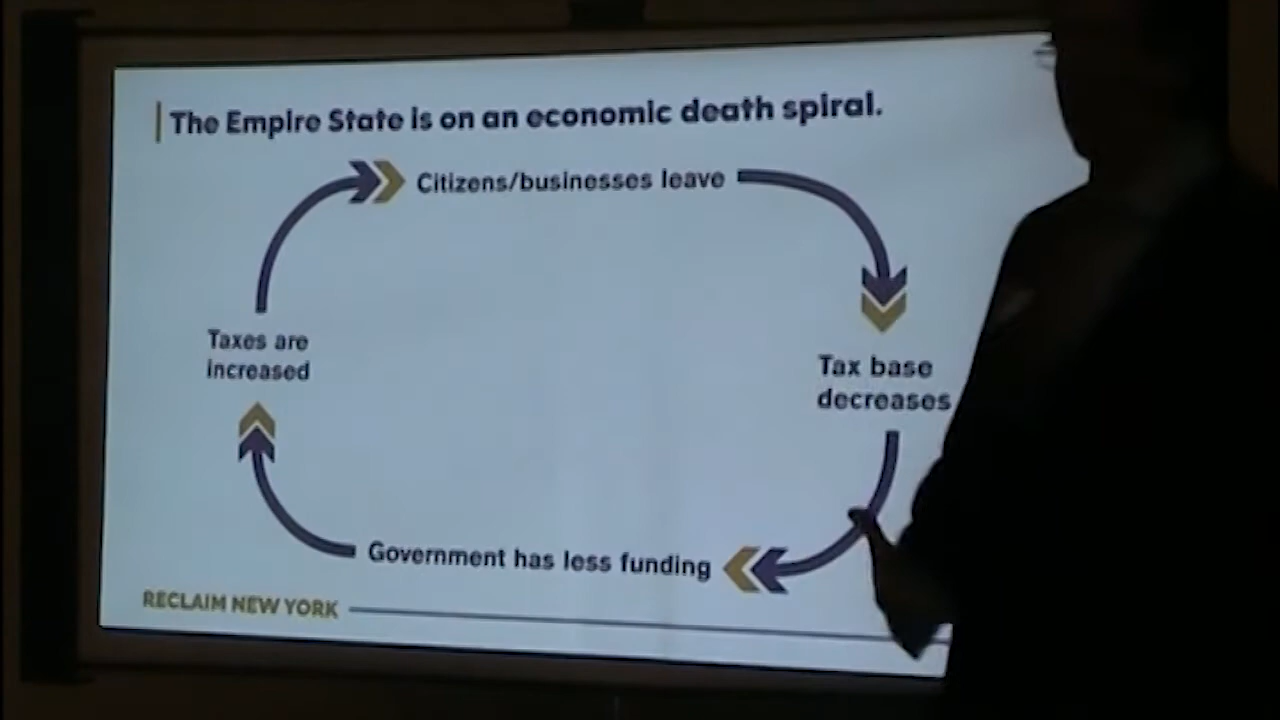 The Empire State is on an economic death spiral.
Citizens/businesses leave
Taxes are
increased
Tax base
decreases
Government has less funding
RECLAIM NEW YORK